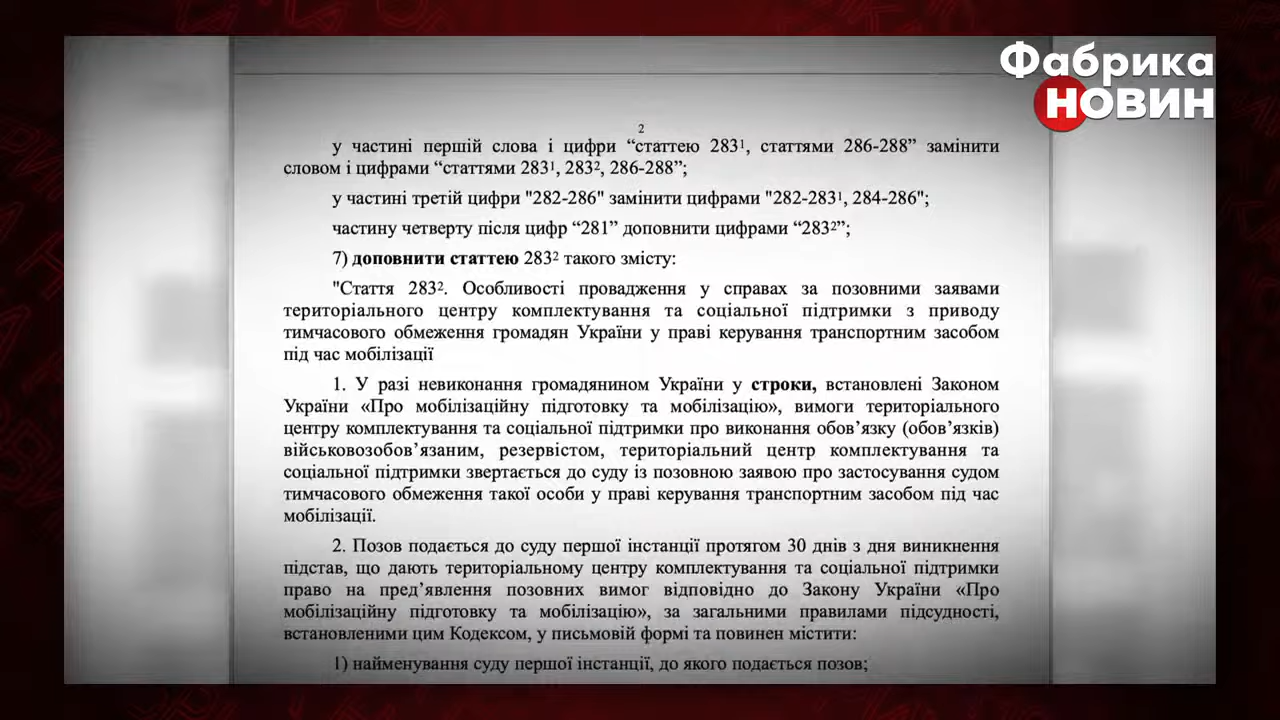 Фабрика
НОВИН
2
у частині першій слова і цифри “статтею 283¹, статтями 286-288” замінити
словом і цифрами “статтями 283¹, 283², 286-288”;
у частині третій цифри "282-286" замінити цифрами "282-283¹, 284-286";
частину четверту після цифр “281” доповнити цифрами “283²”;
7) доповнити статтею 283² такого змісту:
"Стаття 283². Особливості провадження у справах за позовними заявами
територіального центру комплектування та соціальної підтримки з приводу
тимчасового обмеження громадян України у праві керування транспортним засобом
під час мобілізації
1. У разі невиконання громадянином України у строки, встановлені Законом
України «Про мобілізаційну підготовку та мобілізацію», вимоги територіального
центру комплектування та соціальної підтримки про виконання обов’язку (обов’язків)
військовозобов’язаним, резервістом, територіальний центр комплектування та
соціальної підтримки звертається до суду із позовною заявою про застосування судом
тимчасового обмеження такої особи у праві керування транспортним засобом під час
мобілізації.
2. Позов подається до суду першої інстанції протягом 30 днів з дня виникнення
підстав, що дають територіальному центру комплектування та соціальної підтримки
право на пред’явлення позовних вимог відповідно до Закону України «Про
мобілізаційну підготовку та мобілізацію», за загальними правилами підсудності,
встановленими цим Кодексом, у письмовій формі та повинен містити:
1) найменування суду першої інстанції, до якого подається позов;